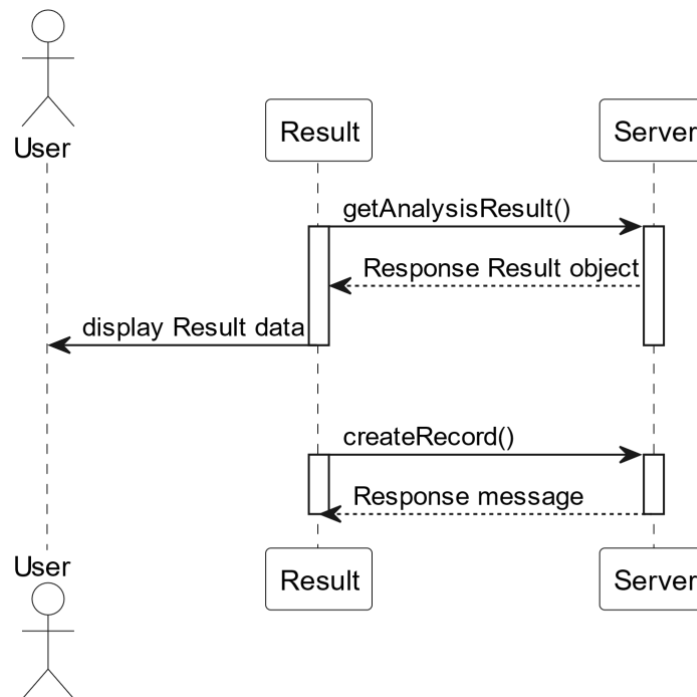 User
Result
Server
getAnalysisResult()
Response Result object
display Result data
createRecord()
Response message
User
Result
Server